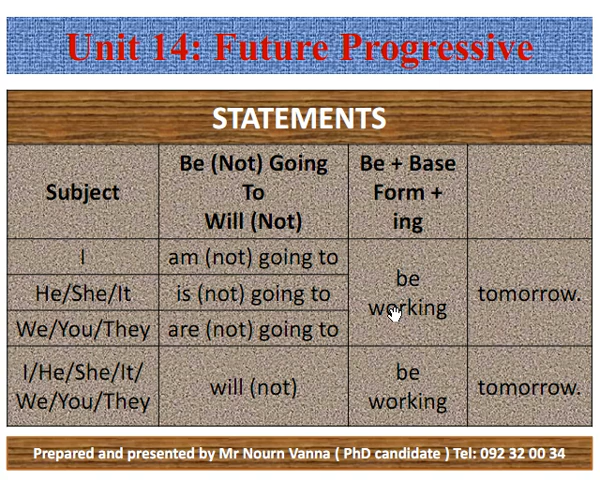 Unit 14: Future Progressive
STATEMENTS
Subject
Be (Not) Going
To
Will (Not)
Be + Base
Form +
ing
I
am (not) going to
He/She/It
is (not) going to
We/You/They
are (not) going to
be
working
tomorrow.
I/He/She/It/
We/You/They
will (not)
be
working
tomorrow.
Prepared and presented by Mr Nourn Vanna ( PhD candidate ) Tel: 092 32 00 34